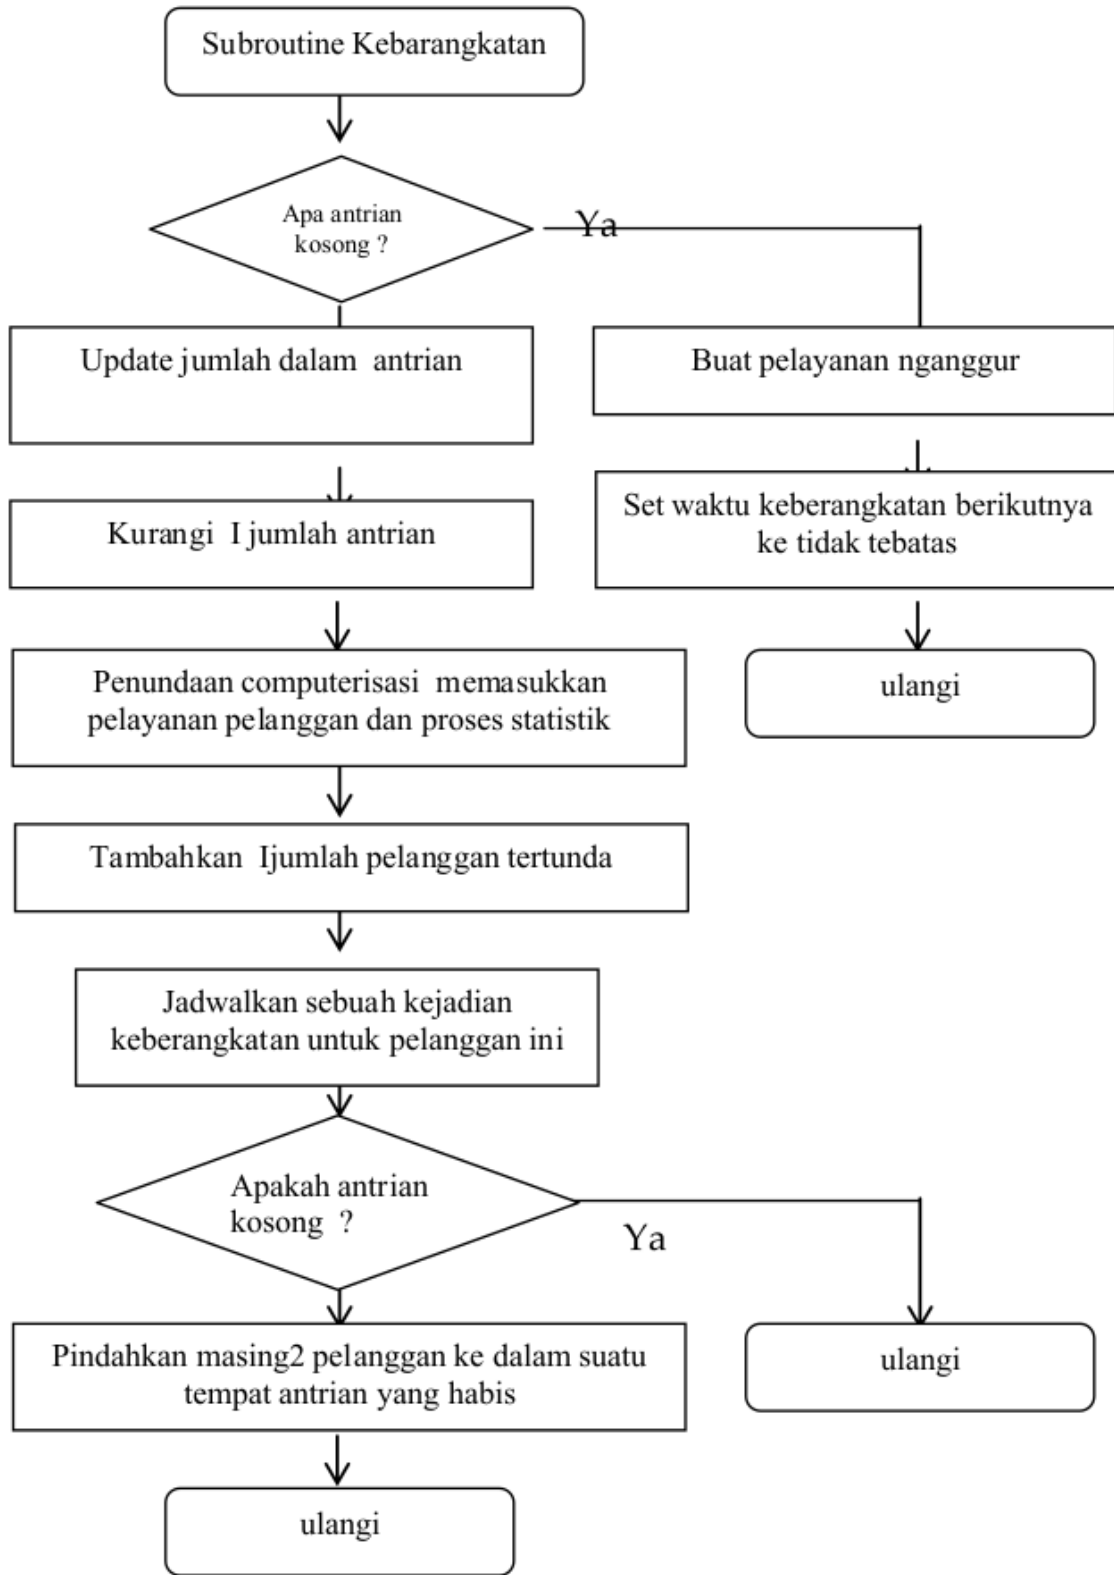 Subroutine Kebarangkatan
Apa antrian
kosong ?
Ya
Update jumlah dalam antrian
Buat pelayanan nganggur
Kurangi I jumlah antrian
Set waktu keberangkatan berikutnya
ke tidak tebatas
Penundaan computerisasi memasukkan
pelayanan pelanggan dan proses statistik
ulangi
Tambahkan Ijumlah pelanggan tertunda
Jadwalkan sebuah kejadian
keberangkatan untuk pelanggan ini
Apakah antrian
kosong ?
Ya
Pindahkan masing2 pelanggan ke dalam suatu
tempat antrian yang habis
ulangi
ulangi